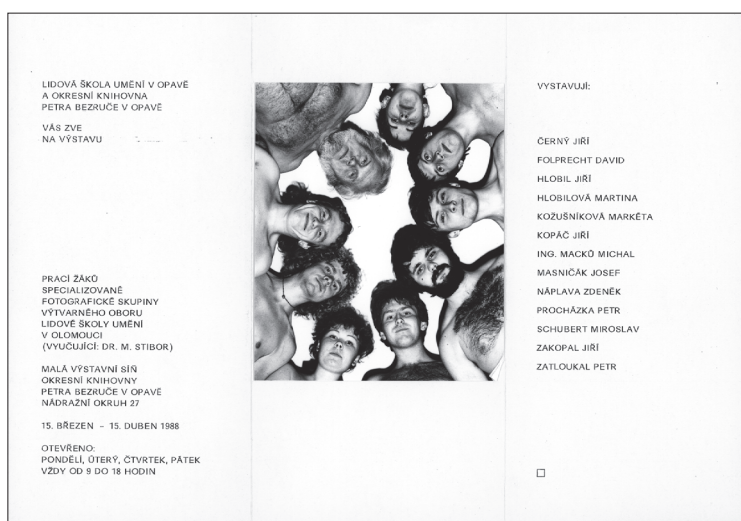 LIDOVÁ ŠKOLA UMĚNÍ V OPAVĚ
A OKRESNÍ KNIHOVNA
PETRA BEZRUČE V OPAVĚ
VÁS ZVE
NA VÝSTAVU
PRACÍ ŽÁKŮ
SPECIALIZOVANÉ
FOTOGRAFICKÉ SKUPINY
VÝTVARNÉHO OBORU
LIDOVÉ ŠKOLY UMĚNÍ
V OLOMOUCI
(VYUČUJÍCÍ: DR. M. STIBOR)
MALÁ VÝSTAVNÍ SÍŇ
OKRESNÍ KNIHOVNY
PETRA BEZRUČE V OPAVĚ
NÁDRAŽNÍ OKRUH 27
15. BŘEZEN – 15. DUBEN 1988
OTEVŘENO:
PONDĚLÍ, ÚTERÝ, ČTVRTEK, PÁTEK
VŽDY OD 9 DO 18 HODIN
VYSTAVUJÍ:
ČERNÝ JIŘÍ
FOLPRECHT DAVID
HLOBIL JIŘÍ
HLOBILOVÁ MARTINA
KOŽUŠNÍKOVÁ MARKÉTA
KOPÁČ JIŘÍ
ING. MACKŮ MICHAL
MASNIČÁK JOSEF
NÁPLAVA ZDENĚK
PROCHÁZKA PETR
SCHUBERT MIROSLAV
ZAKOPAL JIŘÍ
ZATLOUKAL PETR